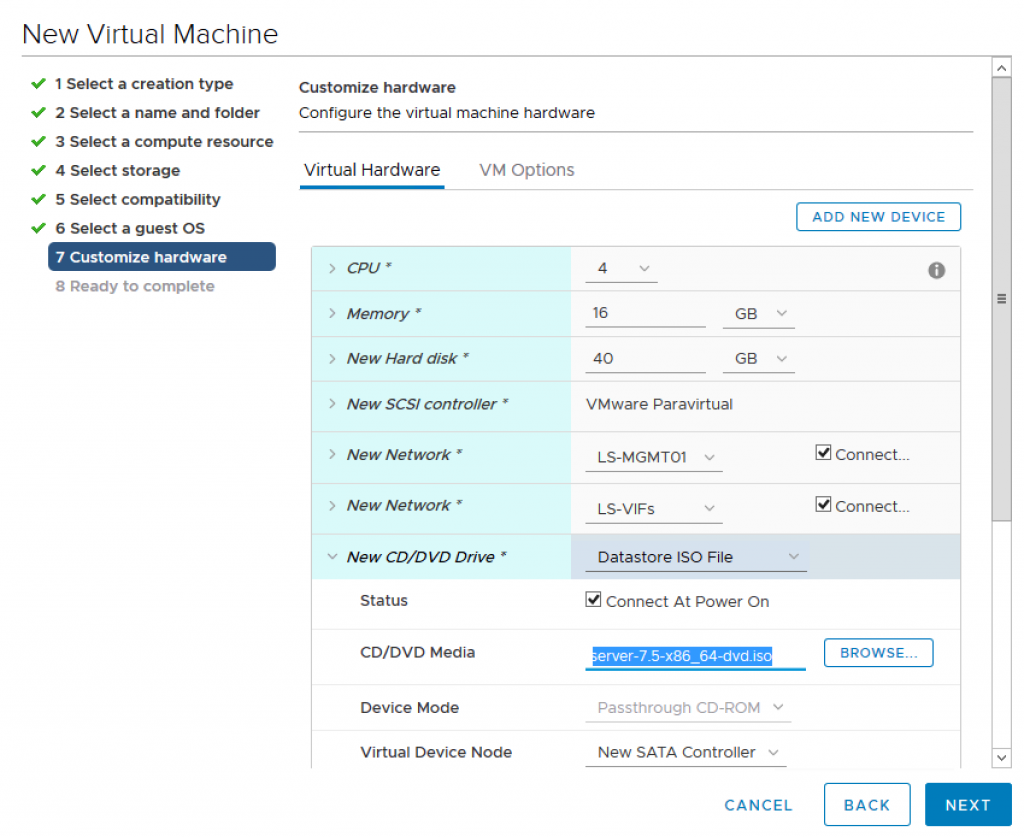 New Virtual Machine
1 Select a creation type
2 Select a name and folder
3 Select a compute resource
4 Select storage
5 Select compatibility
6 Select a guest OS
7 Customize hardware
8 Ready to complete
Customize hardware
Configure the virtual machine hardware
Virtual Hardware VM Options
ADD NEW DEVICE
CPU * 4
Memory * 16 GB
New Hard disk * 40 GB
New SCSI controller * VMware Paravirtual
New Network * LS-MGMT01 Connect...
New Network * LS-VIFs Connect...
New CD/DVD Drive * Datastore ISO File
Status Connect At Power On
CD/DVD Media server-7.5-x86_64-dvd.iso BROWSE...
Device Mode Passthrough CD-ROM
Virtual Device Node New SATA Controller
CANCEL BACK NEXT